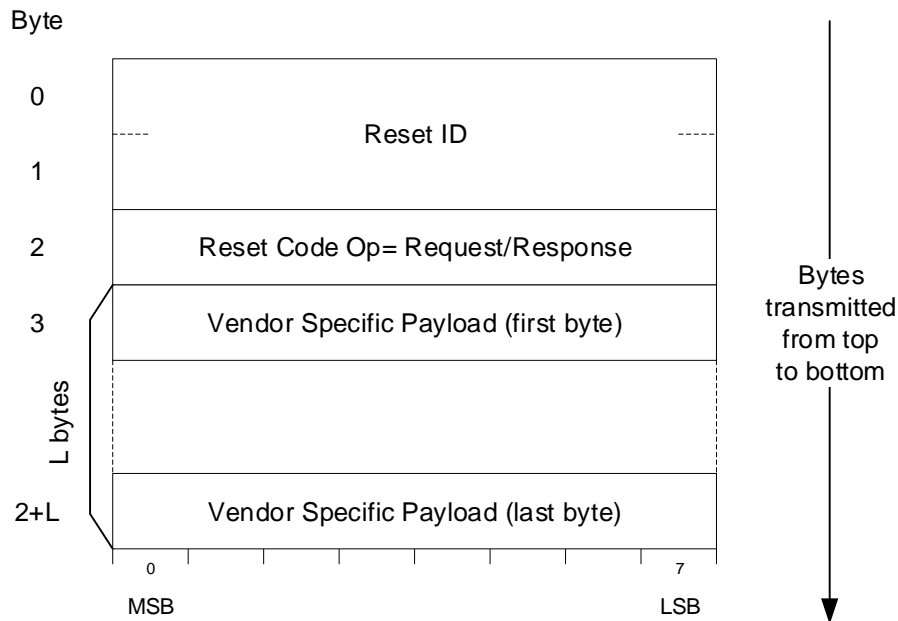 Byte
0
Reset ID
1
2
Reset Code Op= Request/Response
3
Vendor Specific Payload (first byte)
L bytes
2+L
Vendor Specific Payload (last byte)
0
7
MSB
LSB
Bytes
transmitted
from top
to bottom